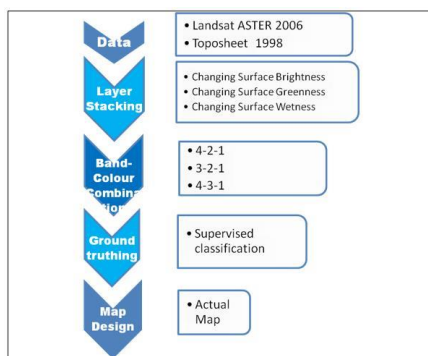 Data
• Landsat ASTER 2006
• Toposheet 1998
Layer
Stacking
• Changing Surface Brightness
• Changing Surface Greenness
• Changing Surface Wetness
Band-
Colour
Combina
tion
• 4-2-1
• 3-2-1
• 4-3-1
Ground
truthing
• Supervised
classification
Map
Design
• Actual
Map